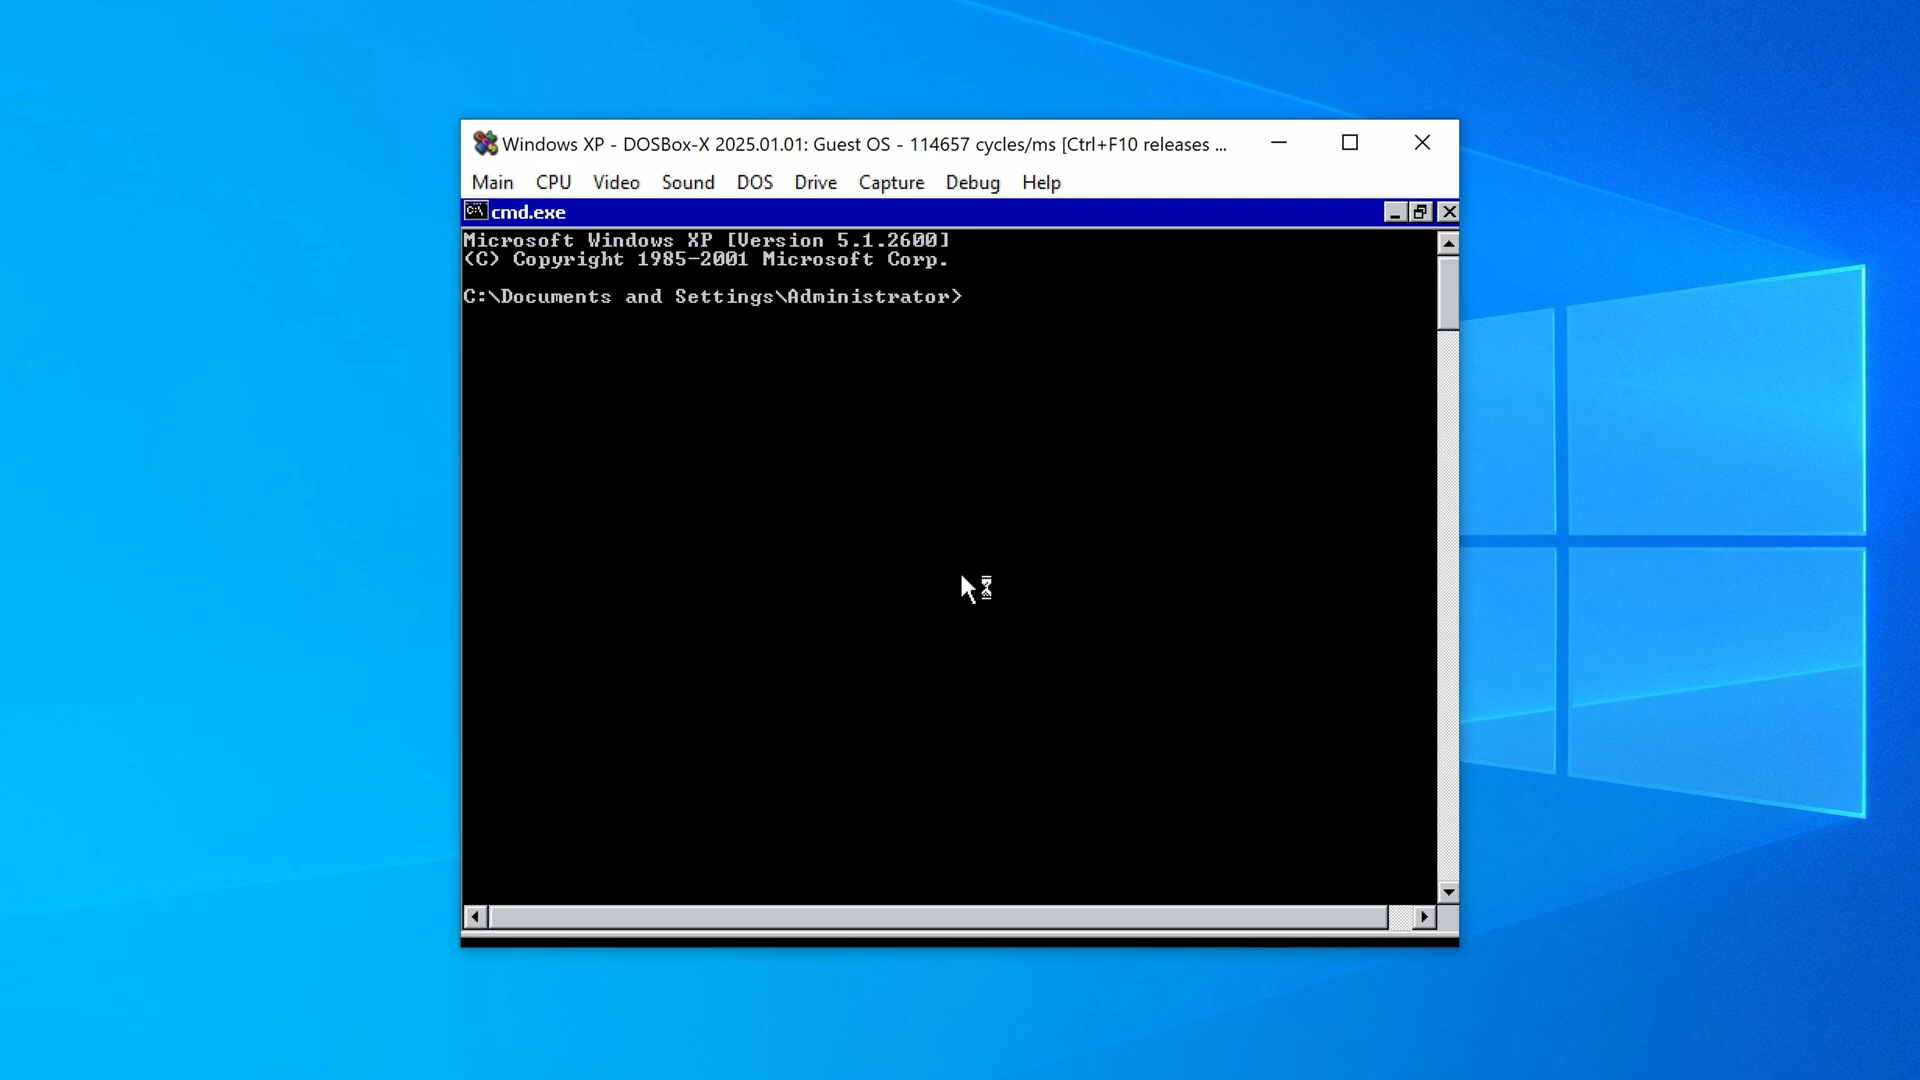 Windows XP - DOSBox-X 2025.01.01: Guest OS - 114657 cycles/ms [Ctrl+F10 releases ...
Main CPU Video Sound DOS Drive Capture Debug Help
C:\ cmd.exe
Microsoft Windows XP [Version 5.1.2600]
(C) Copyright 1985-2001 Microsoft Corp.
C:\Documents and Settings\Administrator>